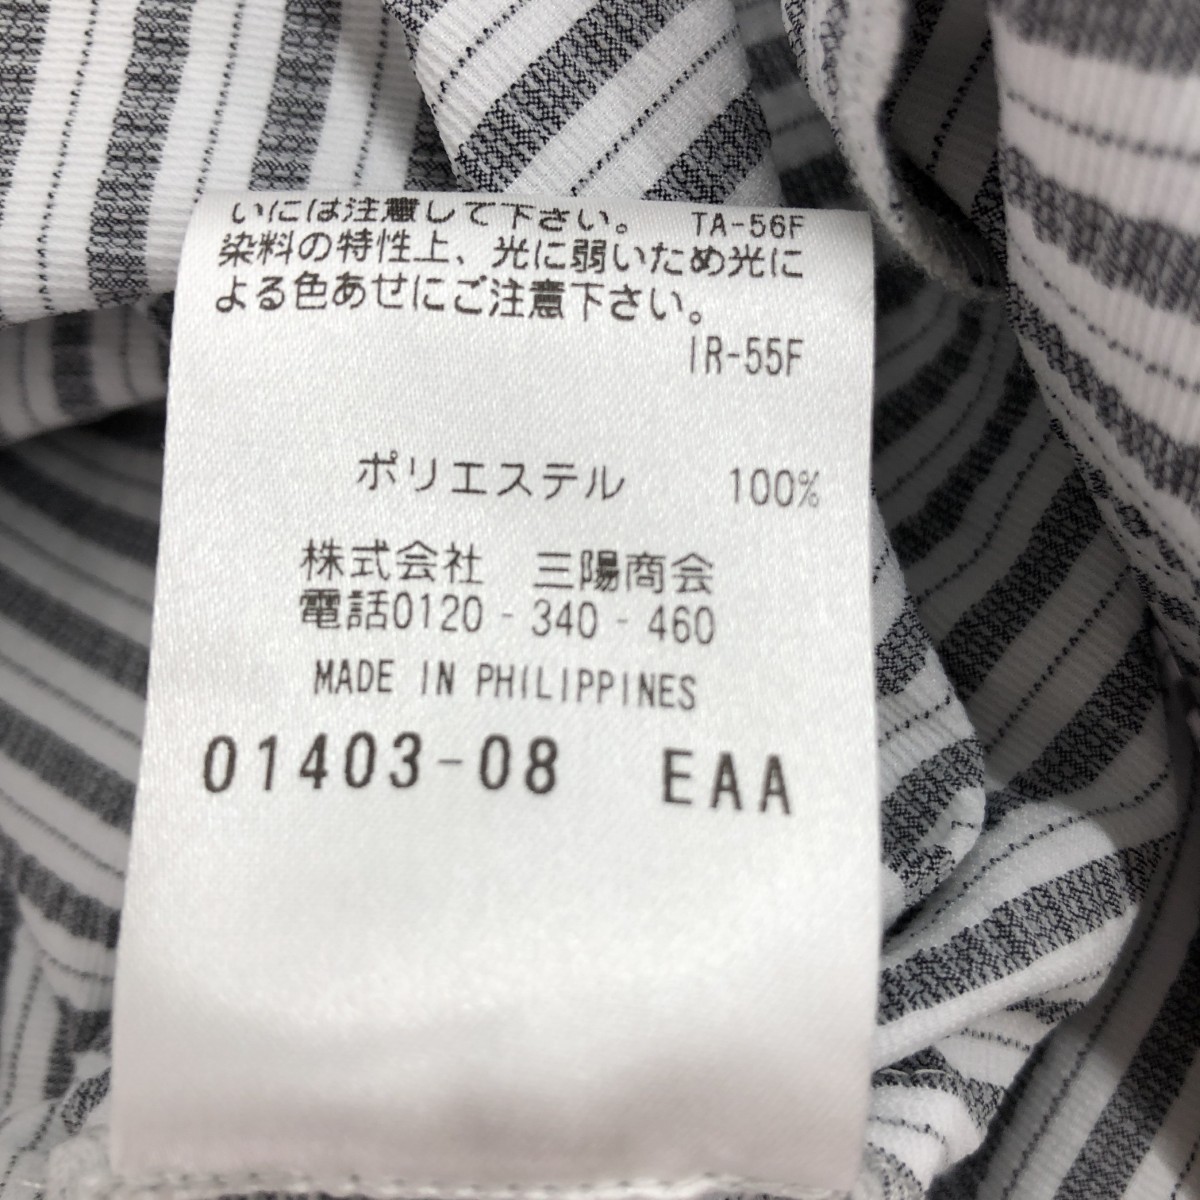 いには注意して下さい。 TA-56F
染料の特性上、光に弱いため光に
よる色あせにご注意下さい。
IR-55F
ポリエステル 100%
株式会社 三陽商会
電話0120-340-460
MADE IN PHILIPPINES
01403-08 EAA